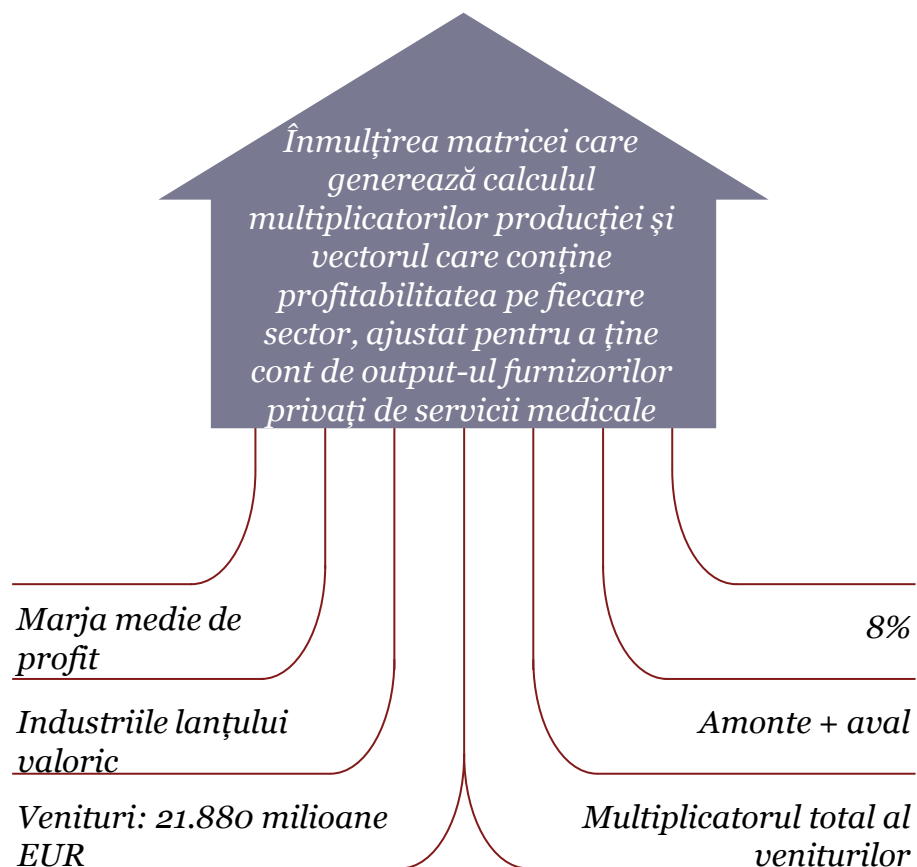 Înmulțirea matricei care
generează calculul
multiplicatorilor producției și
vectorul care conține
profitabilitatea pe fiecare
sector, ajustat pentru a ține
cont de output-ul furnizorilor
privați de servicii medicale
Marja medie de
profit
8%
Industriile lanțului
valoric
Amonte + aval
Venituri: 21.880 milioane
EUR
Multiplicatorul total al
veniturilor